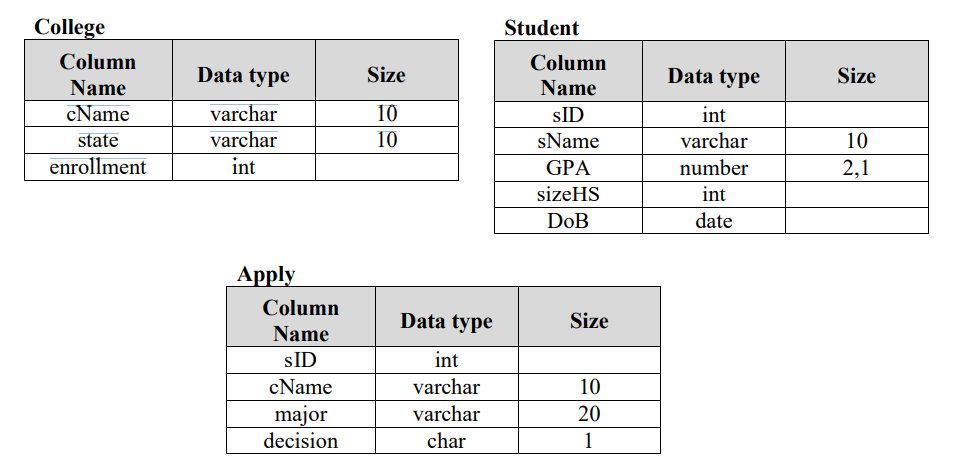 College
Column Name Data type Size
cName varchar 10
state varchar 10
enrollment int
Student
Column Name Data type Size
sID int
sName varchar 10
GPA number 2,1
sizeHS int
DoB date
Apply
Column Name Data type Size
sID int
cName varchar 10
major varchar 20
decision char 1